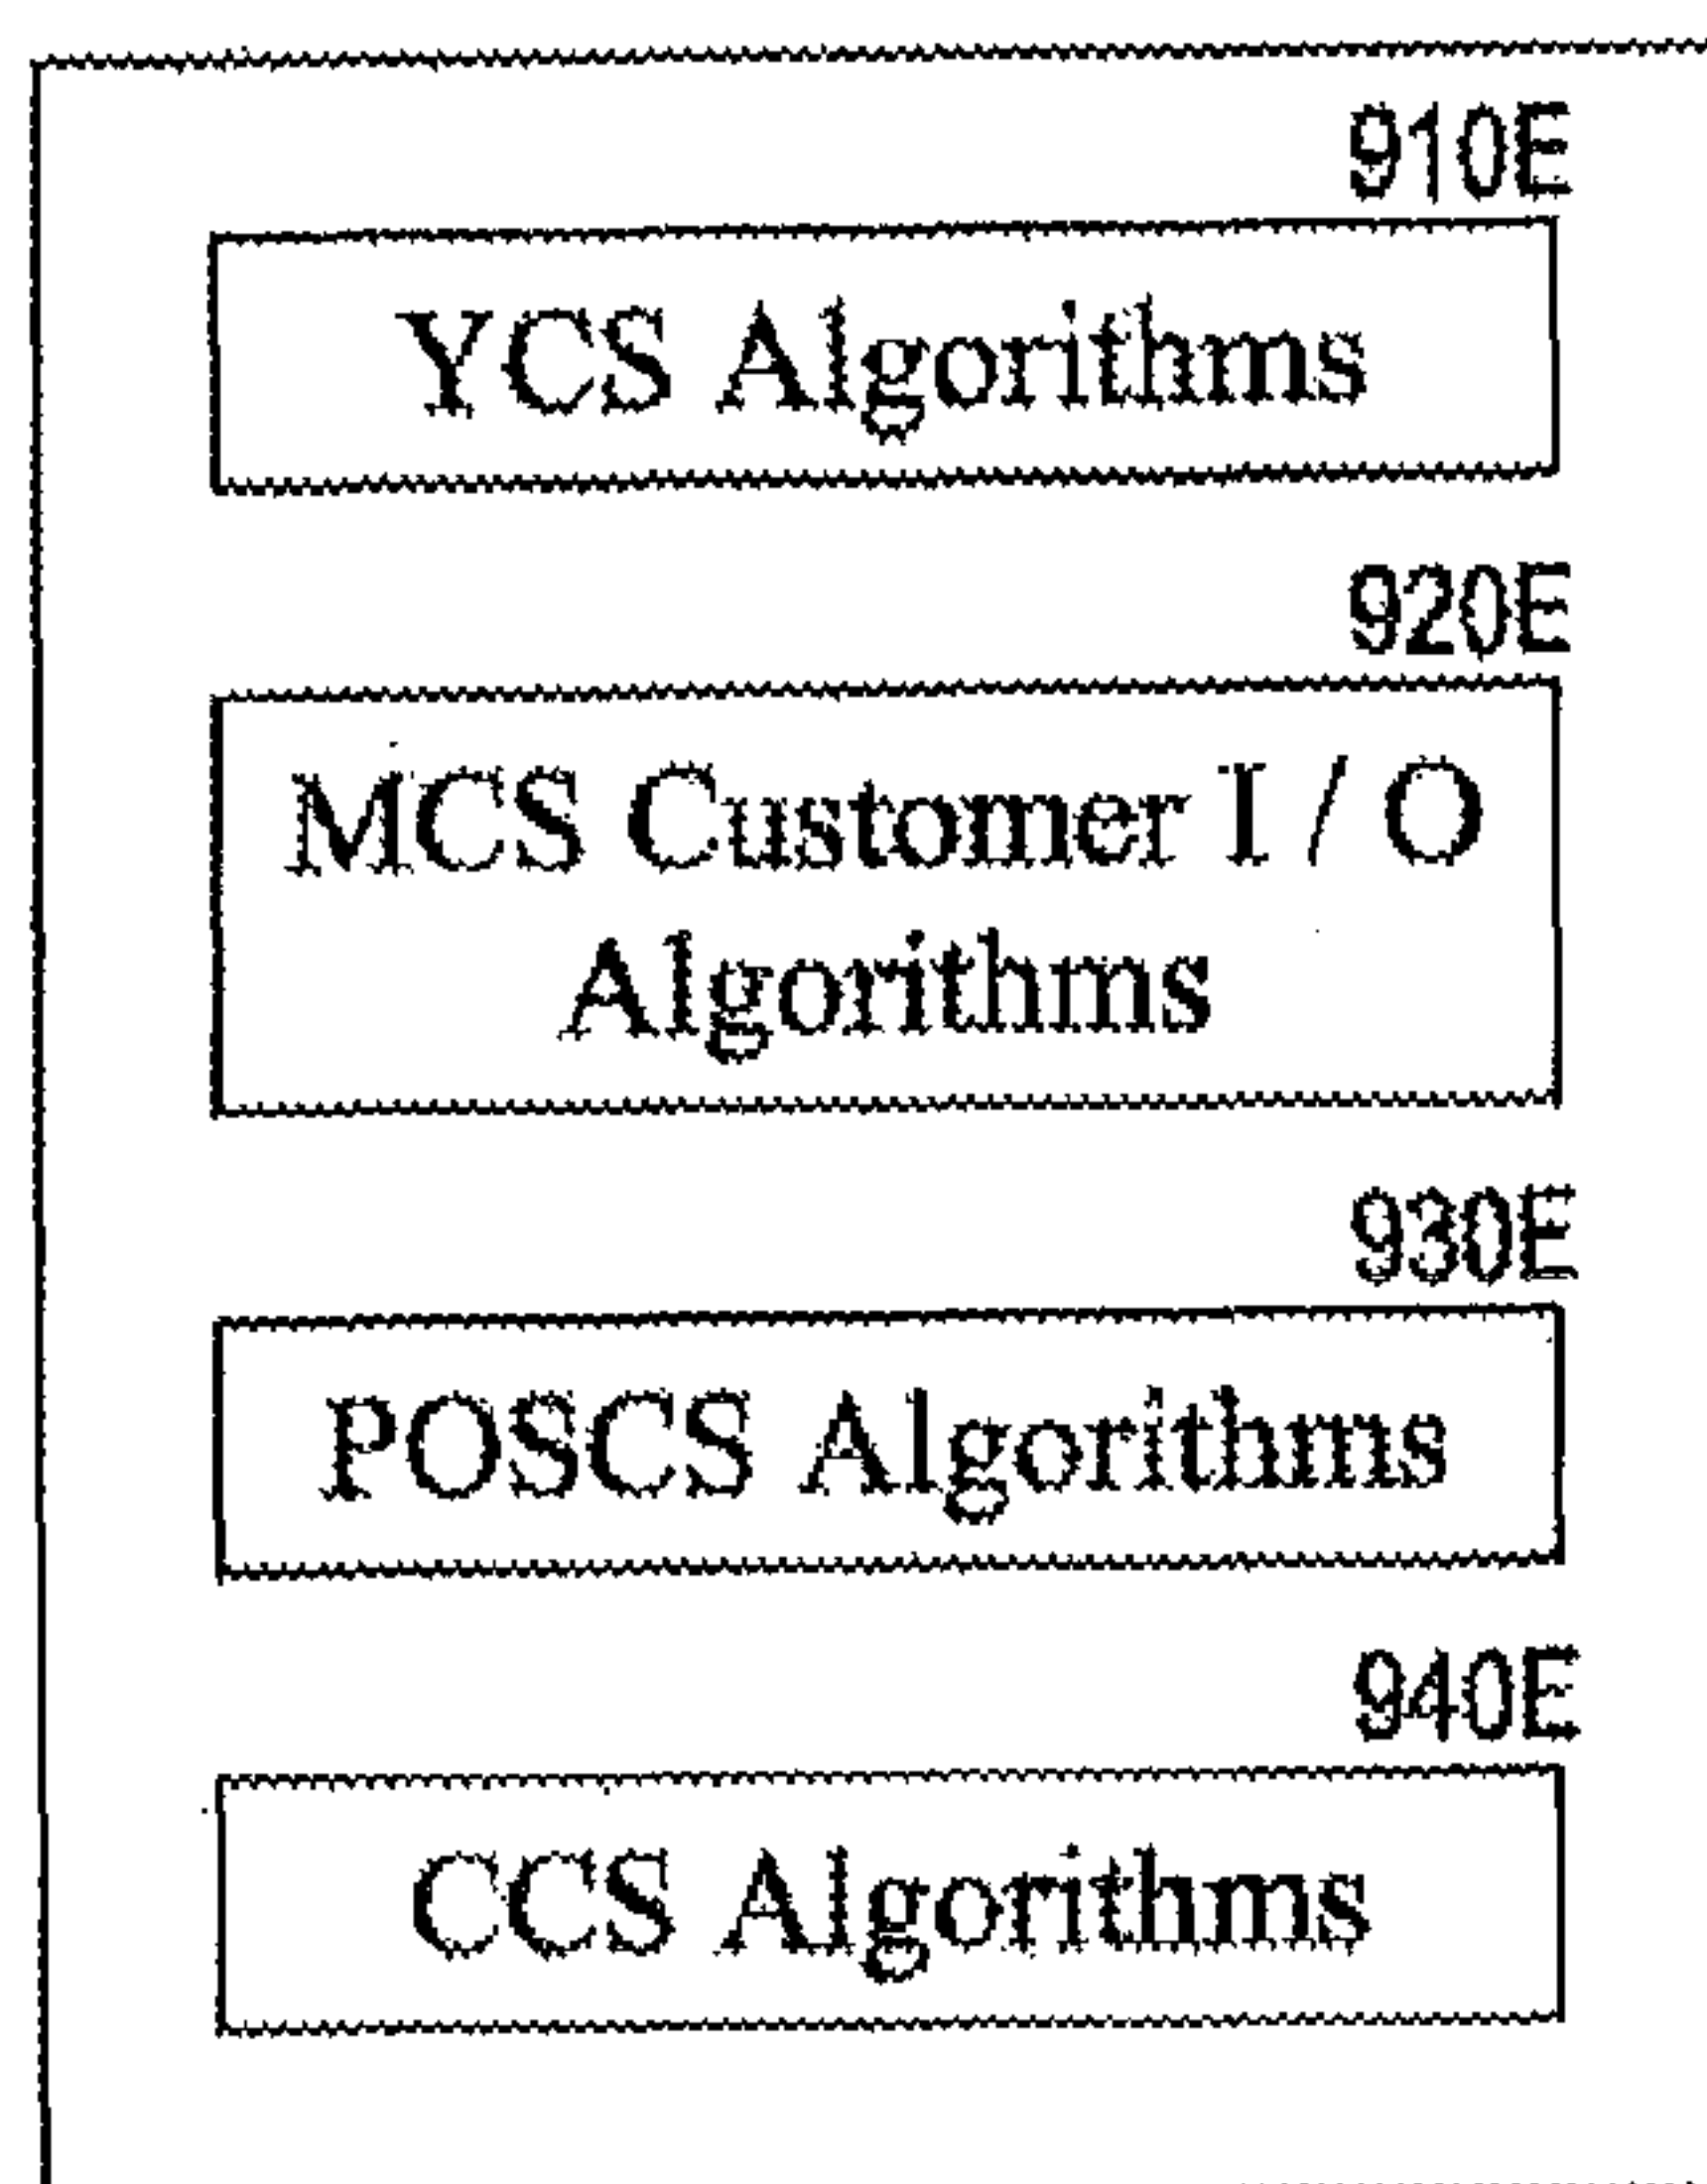 910E
YCS Algorithms
920E
MCS Customer I / O
Algorithms
930E
POSCS Algorithms
940E
CCS Algorithms